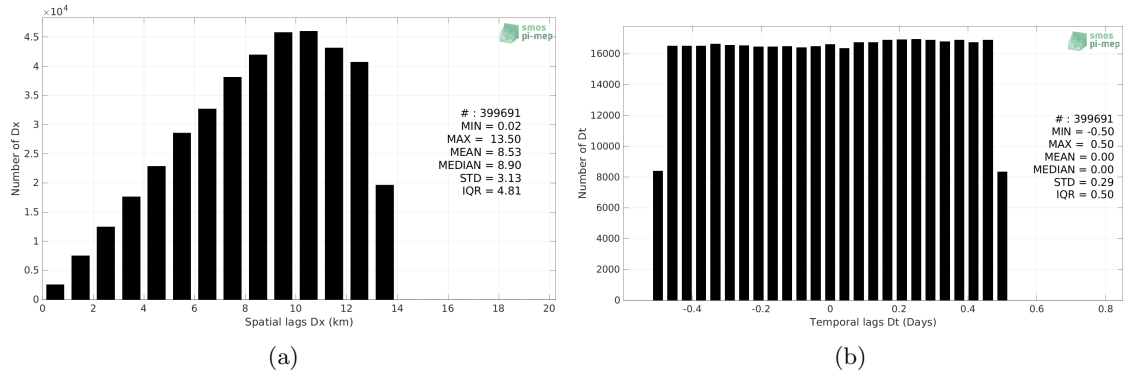 ×10⁴
4.5
4
3.5
3
2.5
2
1.5
1
0.5
0
0 2 4 6 8 10 12 14 16 18 20
Number of Dx
Spatial lags Dx (km)
smos
pi-mep
# : 399691
MIN = 0.02
MAX = 13.50
MEAN = 8.53
MEDIAN = 8.90
STD = 3.13
IQR = 4.81
(a)
16000
14000
12000
10000
8000
6000
4000
2000
0
-0.4 -0.2 0 0.2 0.4 0.6 0.8
Number of Dt
Temporal lags Dt (Days)
smos
pi-mep
# : 399691
MIN = -0.50
MAX = 0.50
MEAN = 0.00
MEDIAN = 0.00
STD = 0.29
IQR = 0.50
(b)